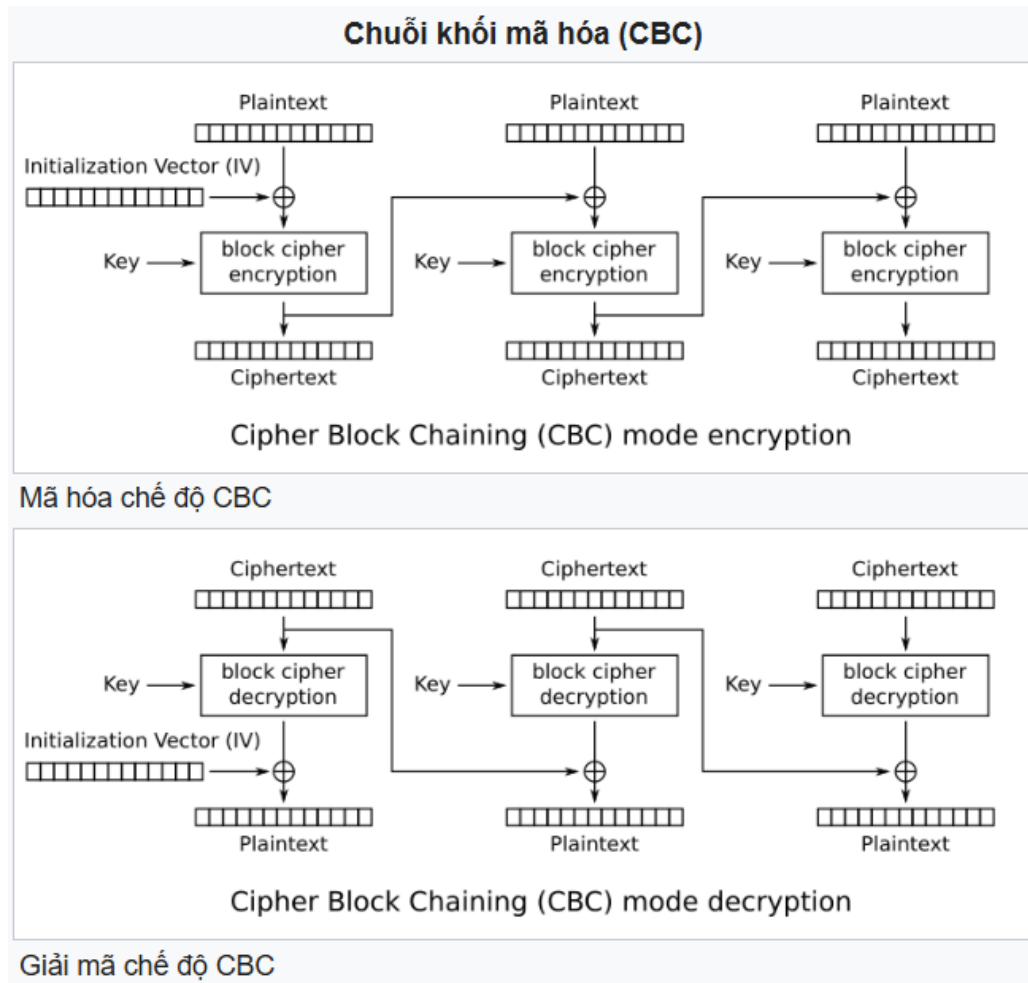 Chuỗi khối mã hóa (CBC)
Plaintext Plaintext Plaintext
Initialization Vector (IV)
Key block cipher encryption Key block cipher encryption Key block cipher encryption
Ciphertext Ciphertext Ciphertext
Cipher Block Chaining (CBC) mode encryption
Mã hóa chế độ CBC
Ciphertext Ciphertext Ciphertext
Key block cipher decryption Key block cipher decryption Key block cipher decryption
Initialization Vector (IV)
Plaintext Plaintext Plaintext
Cipher Block Chaining (CBC) mode decryption
Giải mã chế độ CBC